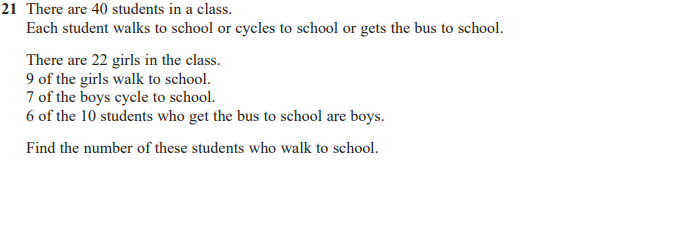 21 There are 40 students in a class.
Each student walks to school or cycles to school or gets the bus to school.
There are 22 girls in the class.
9 of the girls walk to school.
7 of the boys cycle to school.
6 of the 10 students who get the bus to school are boys.
Find the number of these students who walk to school.